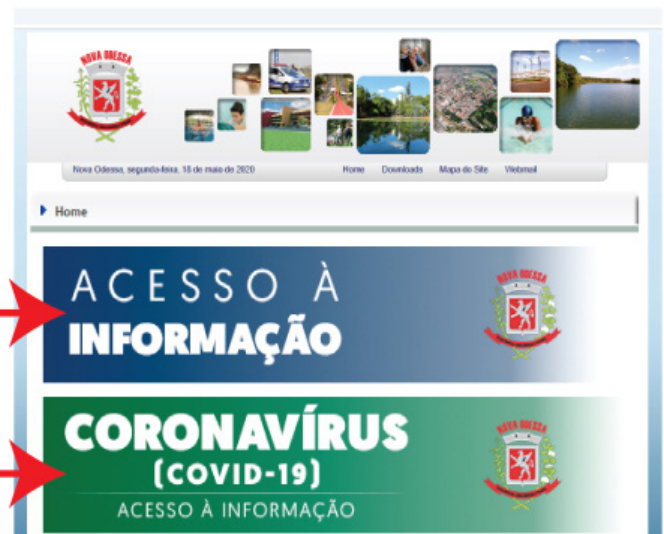 NOVA ODESSA
Nova Odessa, segunda-feira, 18 de maio de 2020 Home Downloads Mapa do Site Webmail
Home
ACESSO À
INFORMAÇÃO
NOVA ODESSA
CORONAVÍRUS
(COVID-19)
ACESSO À INFORMAÇÃO
NOVA ODESSA